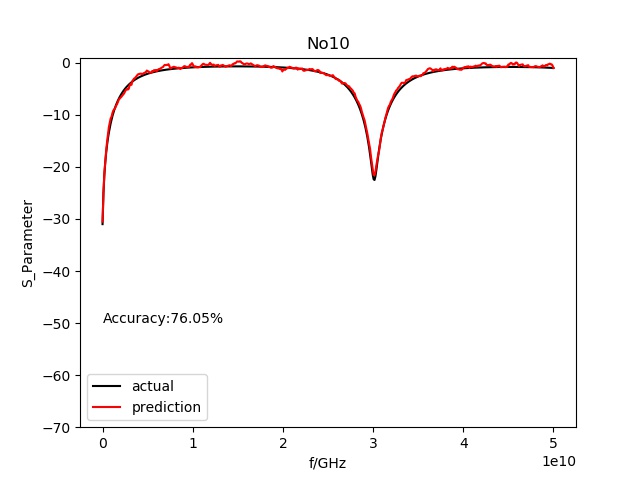 No10
0
−10
−20
−30
−40
−50
−60
−70
S_Parameter
Accuracy:76.05%
actual
prediction
0 1 2 3 4 5
1e10
f/GHz